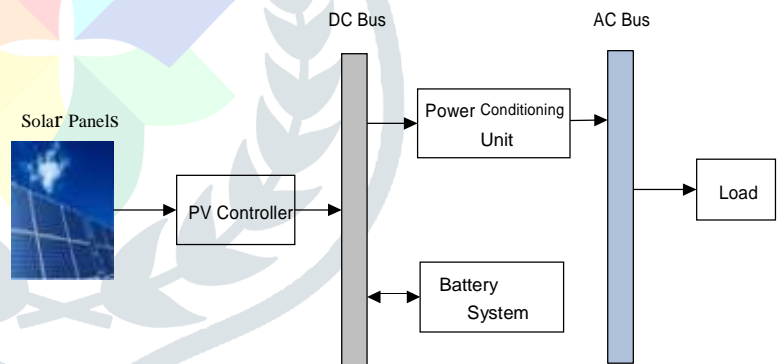 DC Bus
AC Bus
Solar Panels
Power Conditioning
Unit
PV Controller
Load
Battery
System